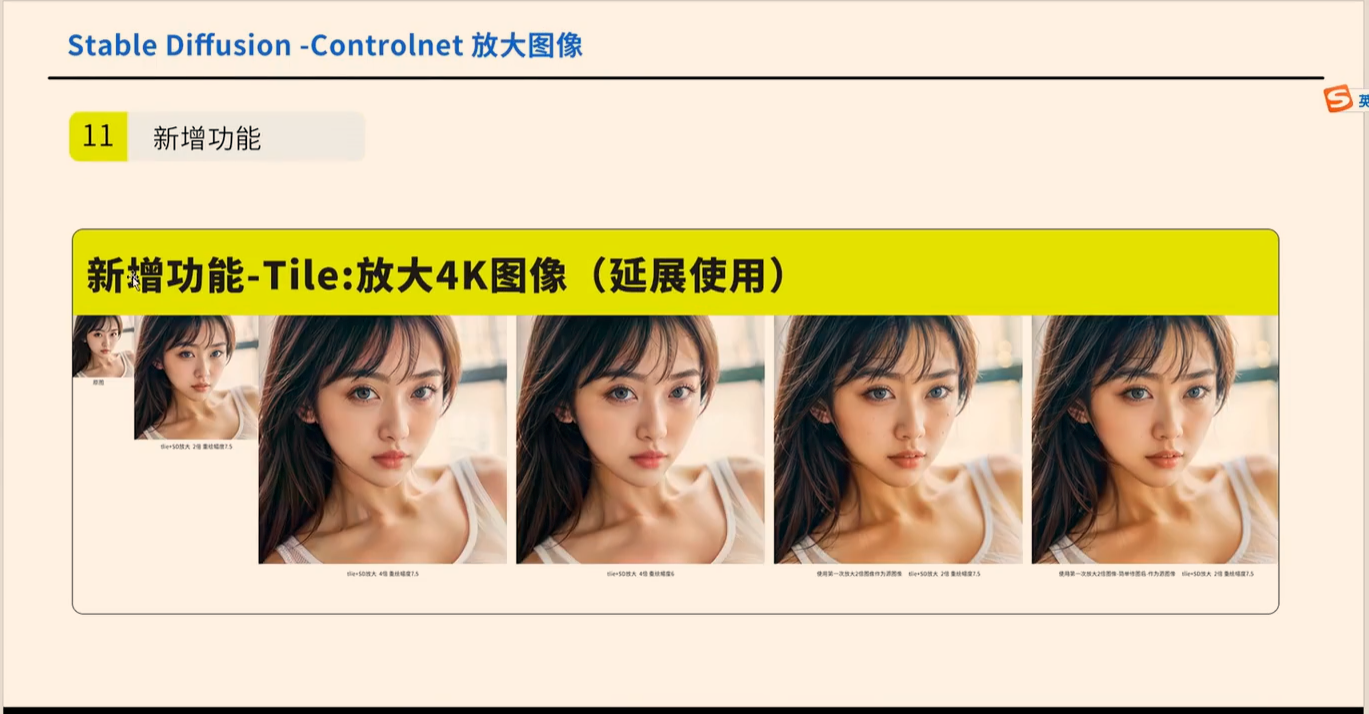 Stable Diffusion -Controlnet 放大图像
英
11 新增功能
新增功能-Tile:放大4K图像（延展使用）
原图
tile+SD放大 2倍 重绘幅度7.5
tile+SD放大 4倍 重绘幅度7.5
tile+SD放大 4倍 重绘幅度6
使用第一次放大2倍图像作为源图像 tile+SD放大 2倍 重绘幅度7.5
使用第一次放大2倍图像-简单修图后-作为源图像 tile+SD放大 2倍 重绘幅度7.5